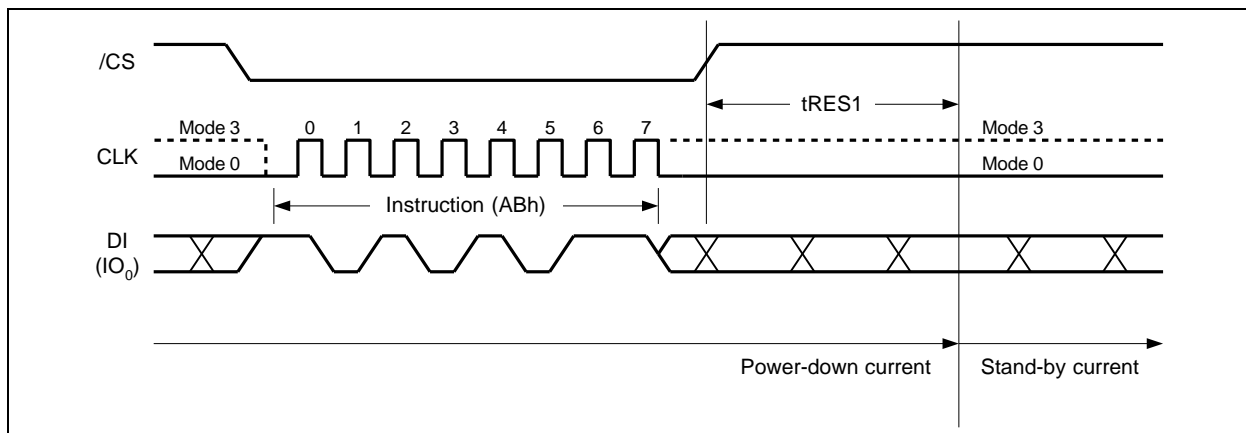 /CS
tRES1
Mode 3 0 1 2 3 4 5 6 7 Mode 3
CLK
Mode 0 Mode 0
Instruction (ABh)
DI
(IO₀)
Power-down current Stand-by current